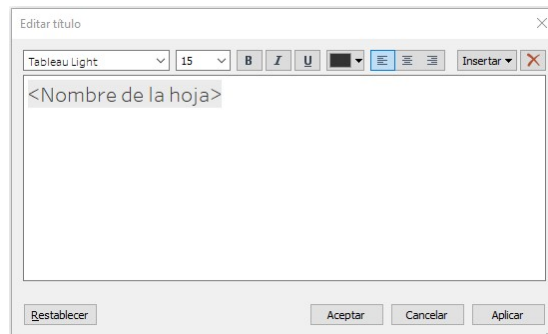 Editar título
Tableau Light 15 B I U Insertar
<Nombre de la hoja>
Restablecer Aceptar Cancelar Aplicar